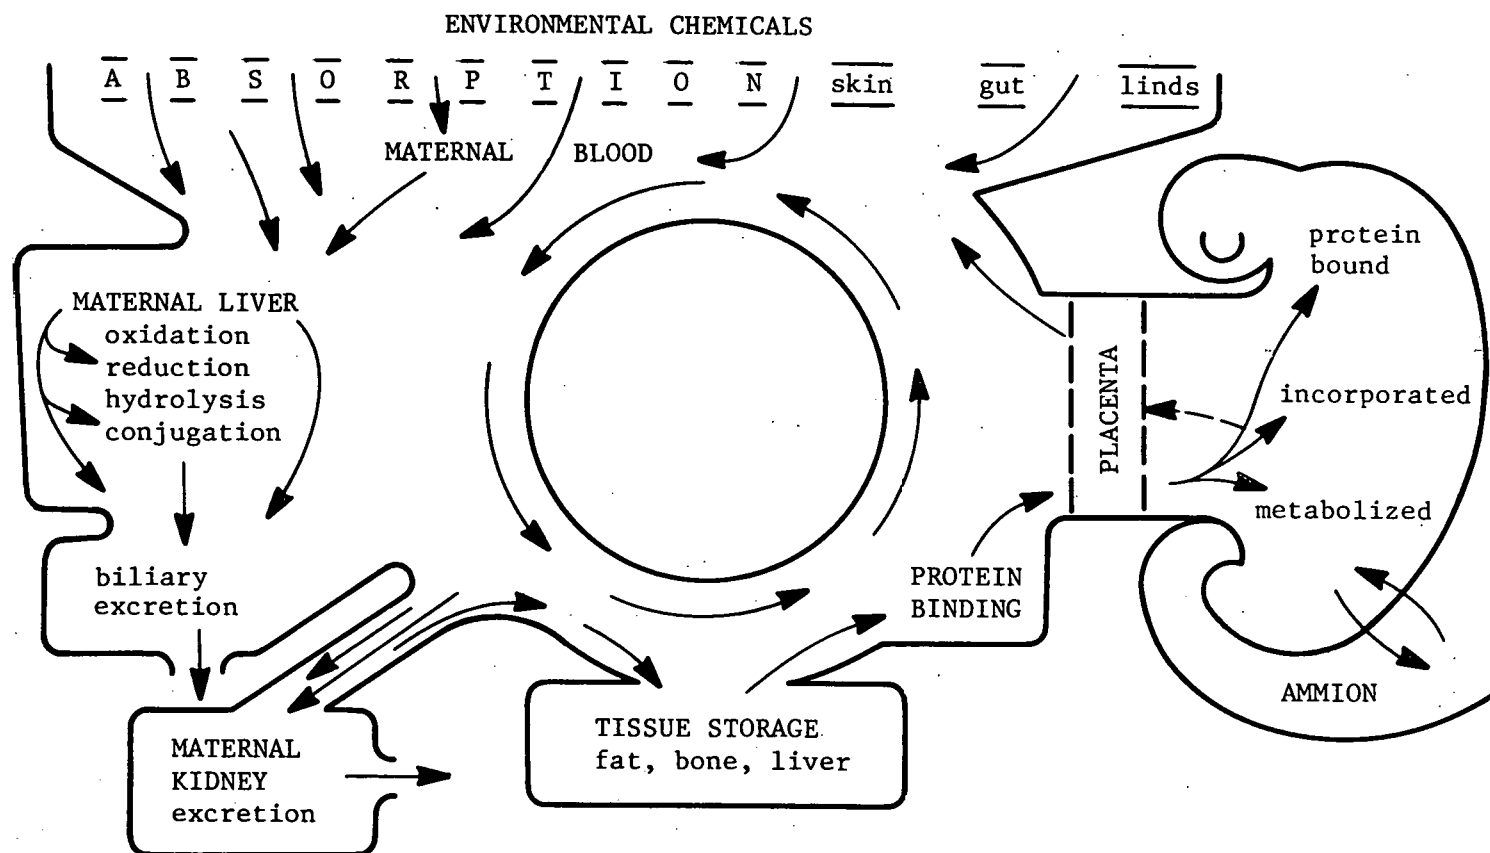 ENVIRONMENTAL CHEMICALS
A B S O R P T I O N skin gut linds
MATERNAL BLOOD
MATERNAL LIVER
oxidation
reduction
hydrolysis
conjugation
biliary
excretion
MATERNAL
KIDNEY
excretion
TISSUE STORAGE
fat, bone, liver
PROTEIN
BINDING
PLACENTA
protein
bound
incorporated
metabolized
AMMION